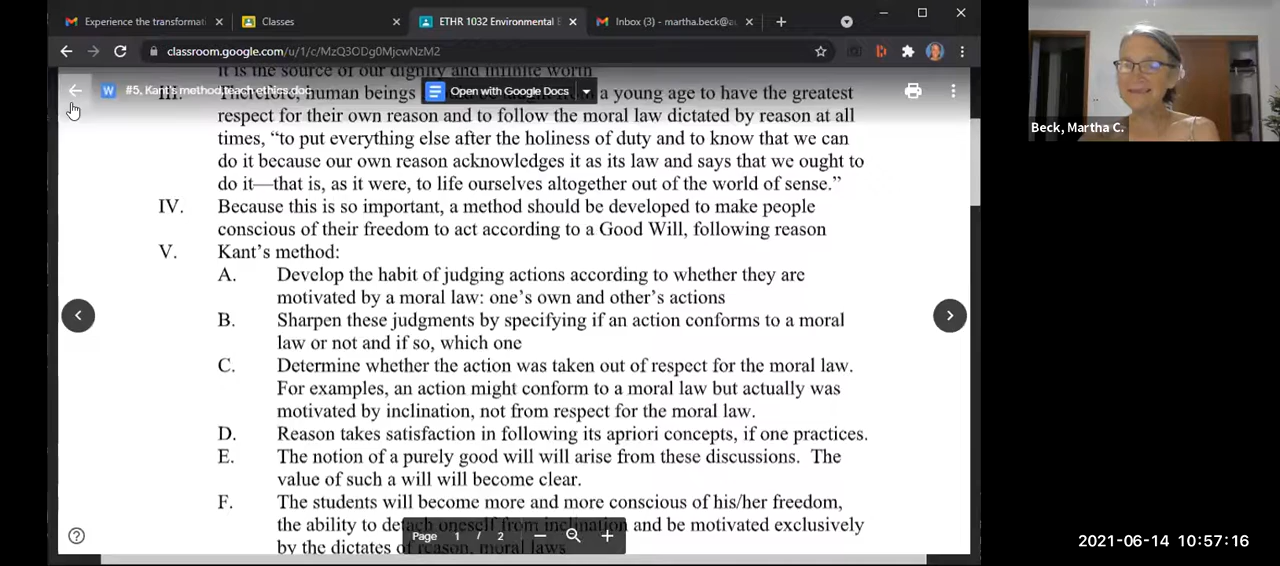 Experience the transformati
Classes
ETHR 1032 Environmental E
Inbox (3) - martha.beck@
classroom.google.com/u/1/c/MzQ3ODg0MjcwNzM2
it is the source of our dignity and infinite worth
#5. Kant's method,teach ethics.doc
Open with Google Docs
III. Therefore, human beings a young age to have the greatest
respect for their own reason and to follow the moral law dictated by reason at all
times, “to put everything else after the holiness of duty and to know that we can
do it because our own reason acknowledges it as its law and says that we ought to
do it—that is, as it were, to life ourselves altogether out of the world of sense.”
IV. Because this is so important, a method should be developed to make people
conscious of their freedom to act according to a Good Will, following reason
V. Kant’s method:
A. Develop the habit of judging actions according to whether they are
motivated by a moral law: one’s own and other’s actions
B. Sharpen these judgments by specifying if an action conforms to a moral
law or not and if so, which one
C. Determine whether the action was taken out of respect for the moral law.
For examples, an action might conform to a moral law but actually was
motivated by inclination, not from respect for the moral law.
D. Reason takes satisfaction in following its apriori concepts, if one practices.
E. The notion of a purely good will will arise from these discussions. The
value of such a will will become clear.
F. The students will become more and more conscious of his/her freedom,
the ability to detach oneself from inclination and be motivated exclusively
by the dictates of reason, moral laws
Page 1 / 2
Beck, Martha C.
2021-06-14 10:57:16